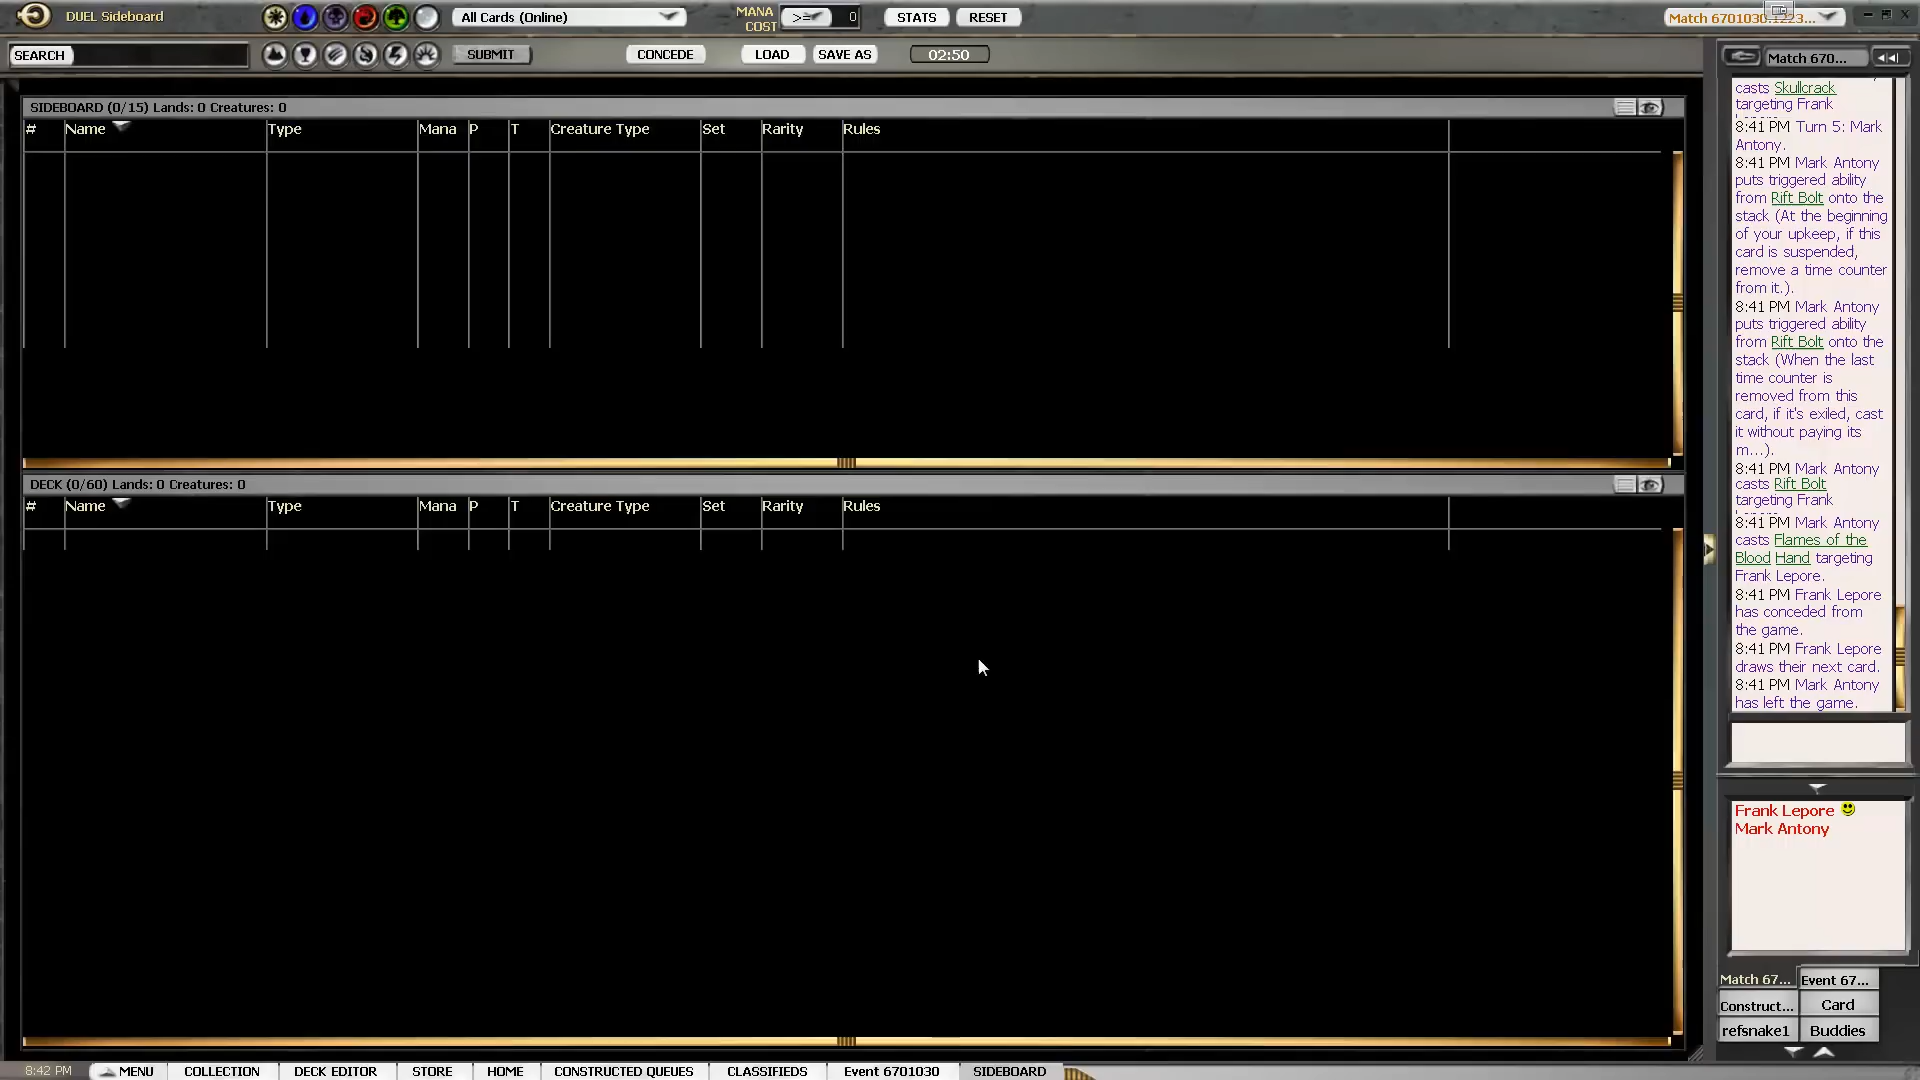 DUEL Sideboard
All Cards (Online)
MANA COST
>=
0
STATS
RESET
SEARCH
SUBMIT
CONCEDE
LOAD
SAVE AS
02:50
SIDEBOARD (0/15) Lands: 0 Creatures: 0
# Name Type Mana P T Creature Type Set Rarity Rules
DECK (0/60) Lands: 0 Creatures: 0
# Name Type Mana P T Creature Type Set Rarity Rules
Match 670...
casts Skullcrack
targeting Frank
8:41 PM Turn 5: Mark
Antony.
8:41 PM Mark Antony
puts triggered ability
from Rift Bolt onto the
stack (At the beginning
of your upkeep, if this
card is suspended,
remove a time counter
from it.).
8:41 PM Mark Antony
puts triggered ability
from Rift Bolt onto the
stack (When the last
time counter is
removed from this
card, if it's exiled, cast
it without paying its
m...).
8:41 PM Mark Antony
casts Rift Bolt
targeting Frank
8:41 PM Mark Antony
casts Flames of the
Blood Hand targeting
Frank Lepore.
8:41 PM Frank Lepore
has conceded from
the game.
8:41 PM Frank Lepore
draws their next card.
8:41 PM Mark Antony
has left the game.
Frank Lepore
Mark Antony
Match 67... Event 67...
Construct... Card
refsnake1 Buddies
8:42 PM MENU COLLECTION DECK EDITOR STORE HOME CONSTRUCTED QUEUES CLASSIFIEDS Event 6701030 SIDEBOARD